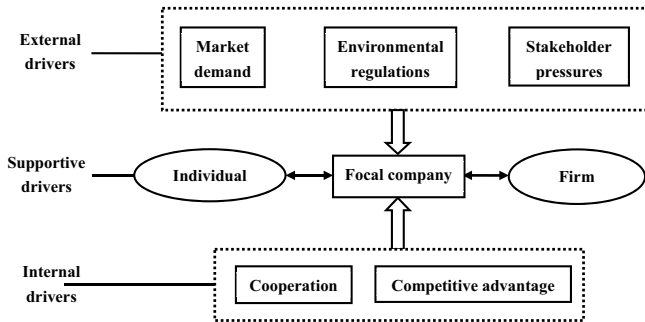 External
drivers
Market
demand
Environmental
regulations
Stakeholder
pressures
Supportive
drivers
Individual
Focal company
Firm
Internal
drivers
Cooperation
Competitive advantage